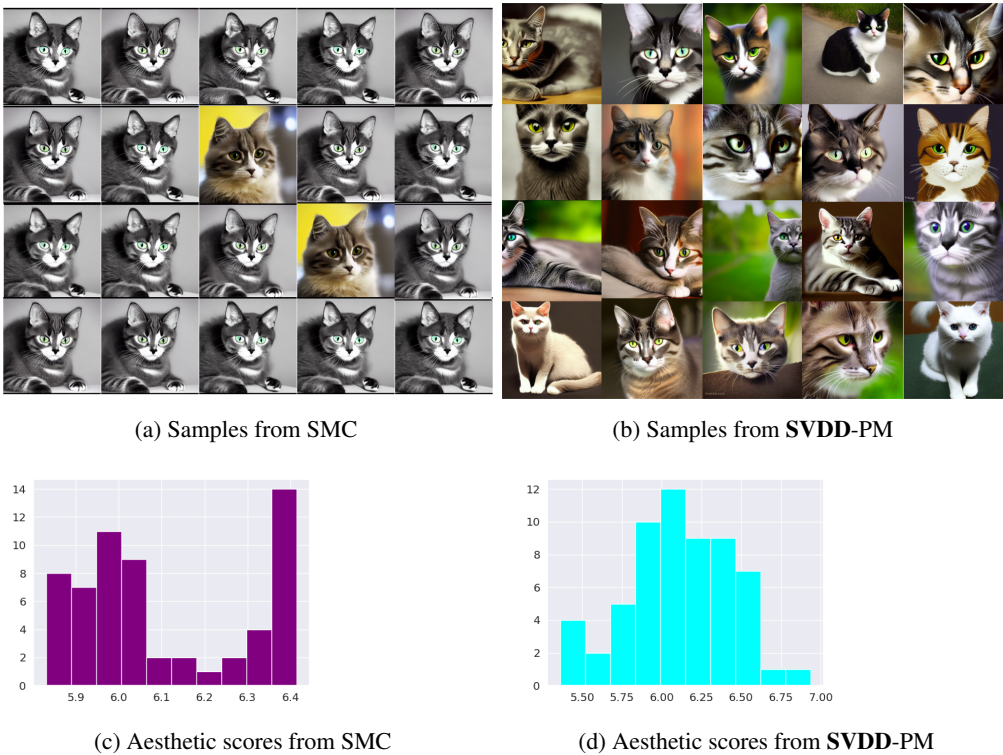 (a) Samples from SMC
(b) Samples from SVDD-PM
14
12
10
8
6
4
2
0
5.9 6.0 6.1 6.2 6.3 6.4
12
10
8
6
4
2
0
5.50 5.75 6.00 6.25 6.50 6.75 7.00
(c) Aesthetic scores from SMC
(d) Aesthetic scores from SVDD-PM